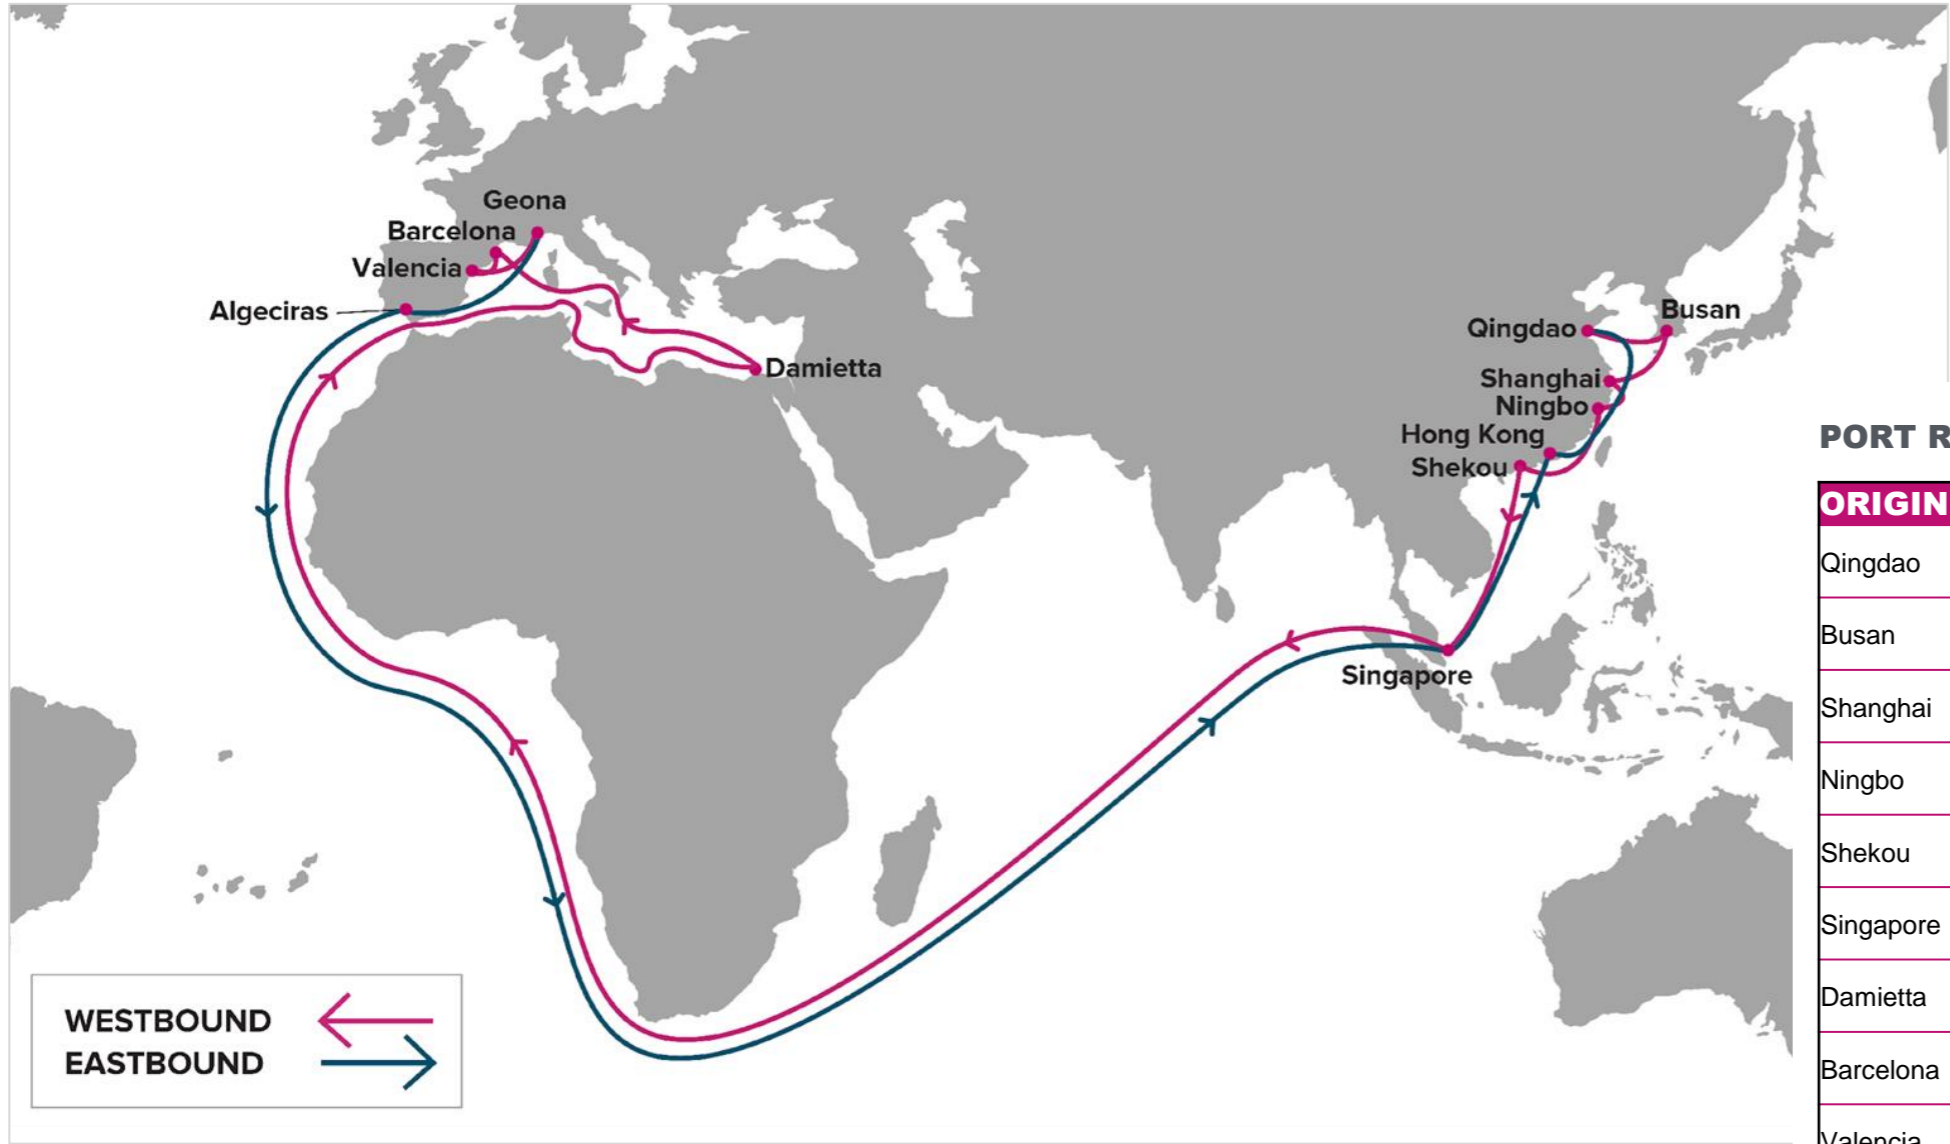 Geona
Barcelona
Valencia
Algeciras
Damietta
Busan
Qingdao
Shanghai
Ningbo
Hong Kong
Shekou
Singapore
WESTBOUND
EASTBOUND
PORT R
ORIGIN
Qingdao
Busan
Shanghai
Ningbo
Shekou
Singapore
Damietta
Barcelona
Valencia